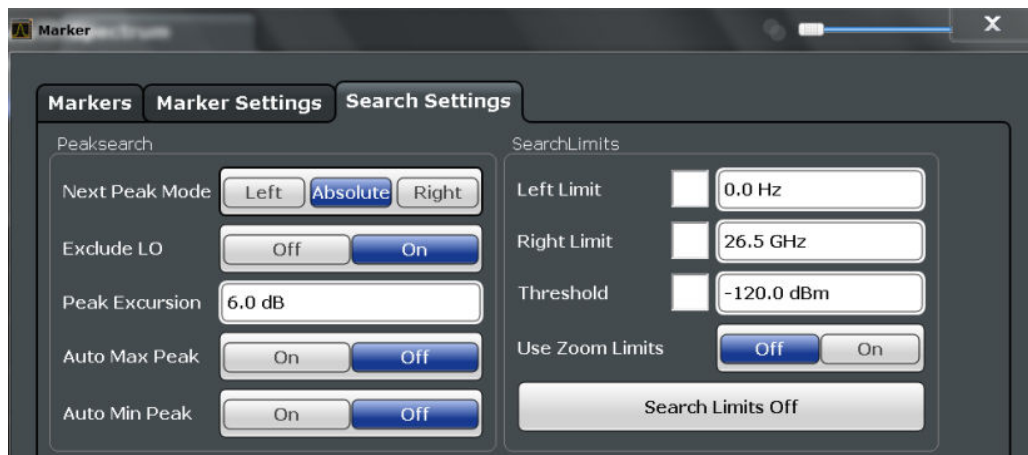 Marker
Markers Marker Settings Search Settings
Peaksearch
Next Peak Mode Left Absolute Right
Exclude LO Off On
Peak Excursion 6.0 dB
Auto Max Peak On Off
Auto Min Peak On Off
SearchLimits
Left Limit 0.0 Hz
Right Limit 26.5 GHz
Threshold -120.0 dBm
Use Zoom Limits Off On
Search Limits Off